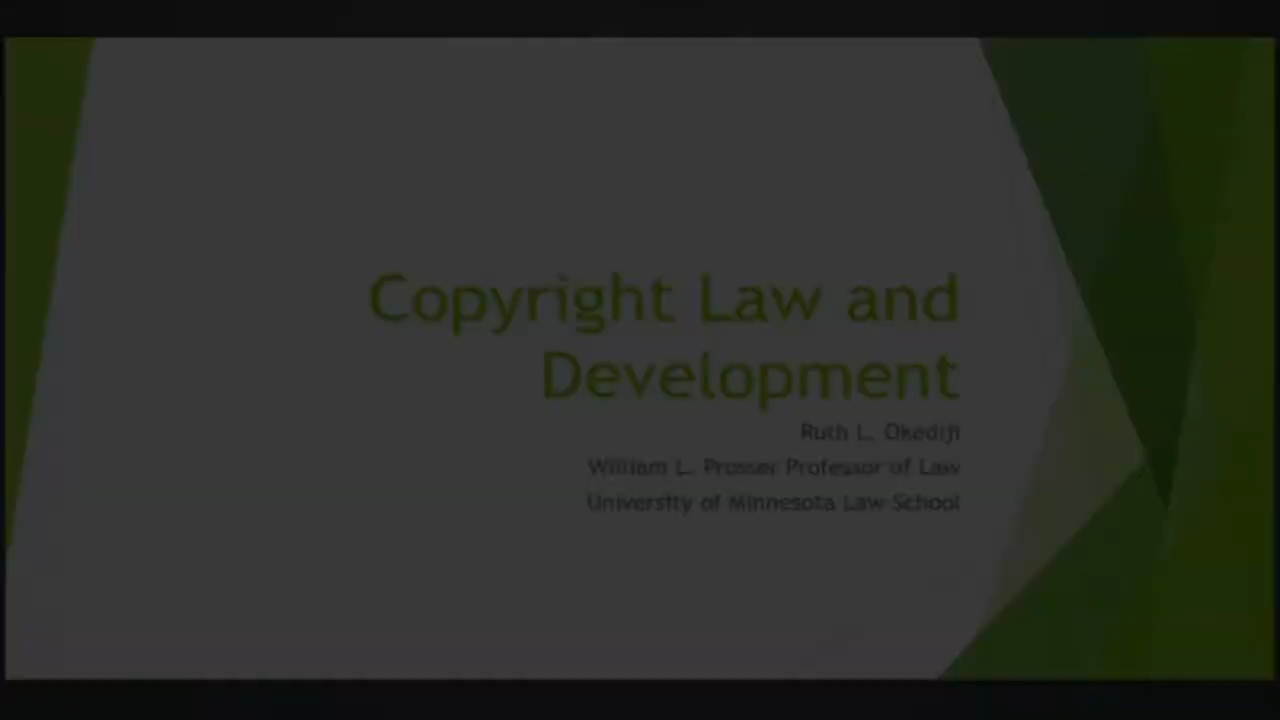 Copyright Law and
Development
Ruth L. Okediji
William L. Prosser Professor of Law
University of Minnesota Law School